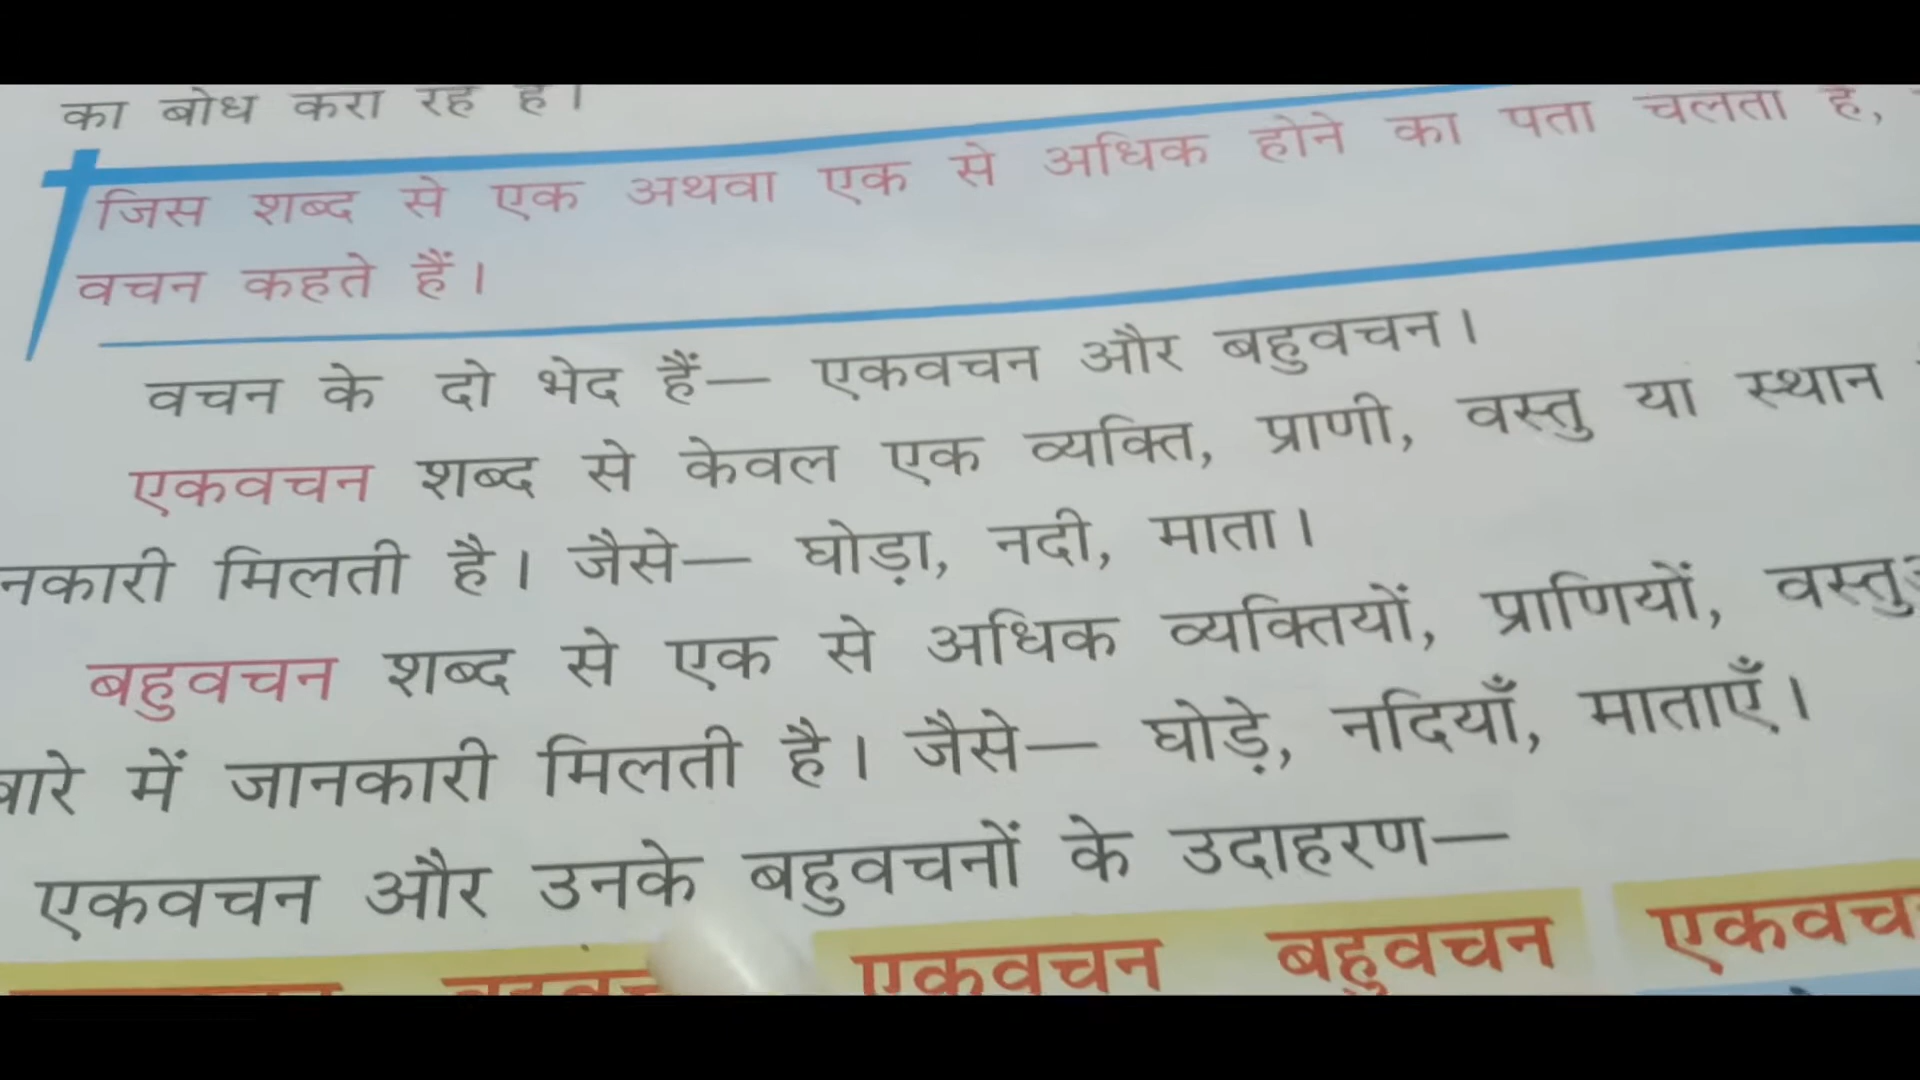 का बोध करा रहे हैं।
जिस शब्द से एक अथवा एक से अधिक होने का पता चलता है,
वचन कहते हैं।
वचन के दो भेद हैं— एकवचन और बहुवचन।
एकवचन शब्द से केवल एक व्यक्ति, प्राणी, वस्तु या स्थान
नकारी मिलती है। जैसे— घोड़ा, नदी, माता।
बहुवचन शब्द से एक से अधिक व्यक्तियों, प्राणियों,
बारे में जानकारी मिलती है। जैसे— घोड़े, नदियाँ, माताएँ।
एकवचन और उनके बहुवचनों के उदाहरण—
एकवचन बहुवचन एकवच